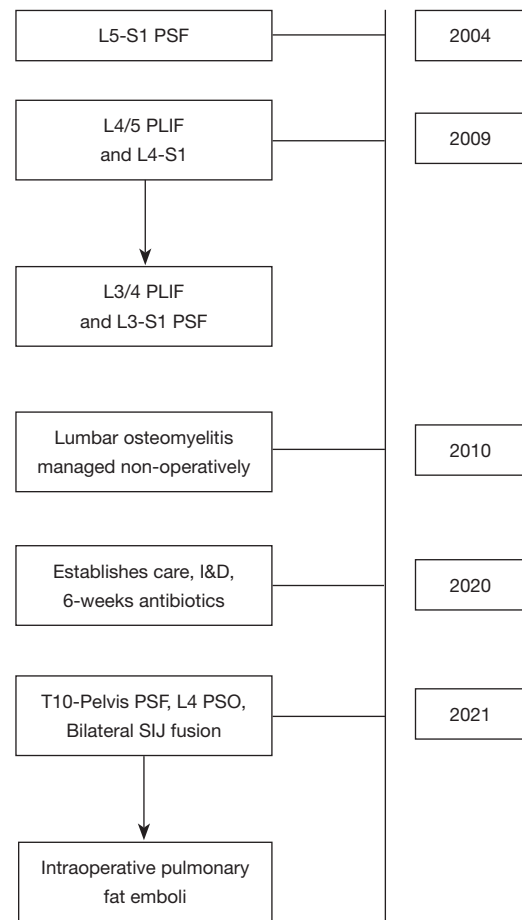 L5-S1 PSF
2004
L4/5 PLIF
and L4-S1
2009
L3/4 PLIF
and L3-S1 PSF
Lumbar osteomyelitis
managed non-operatively
2010
Establishes care, I&D,
6-weeks antibiotics
2020
T10-Pelvis PSF, L4 PSO,
Bilateral SIJ fusion
2021
Intraoperative pulmonary
fat emboli